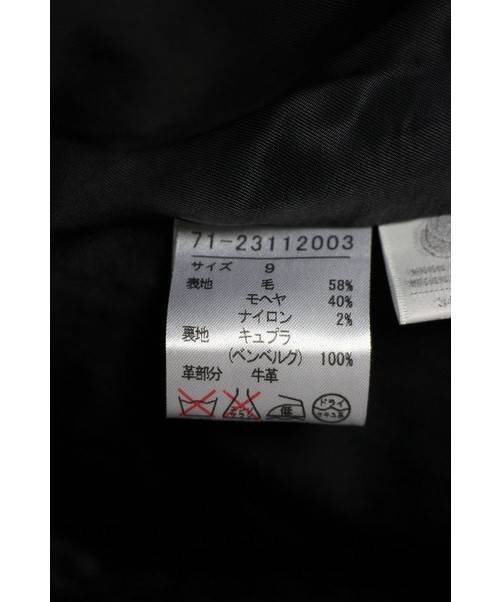 71-23112003
サイズ 9
表地 毛 58%
モヘヤ 40%
ナイロン 2%
裏地 キュプラ
(ベンベルグ) 100%
革部分 牛革
低 ドライ